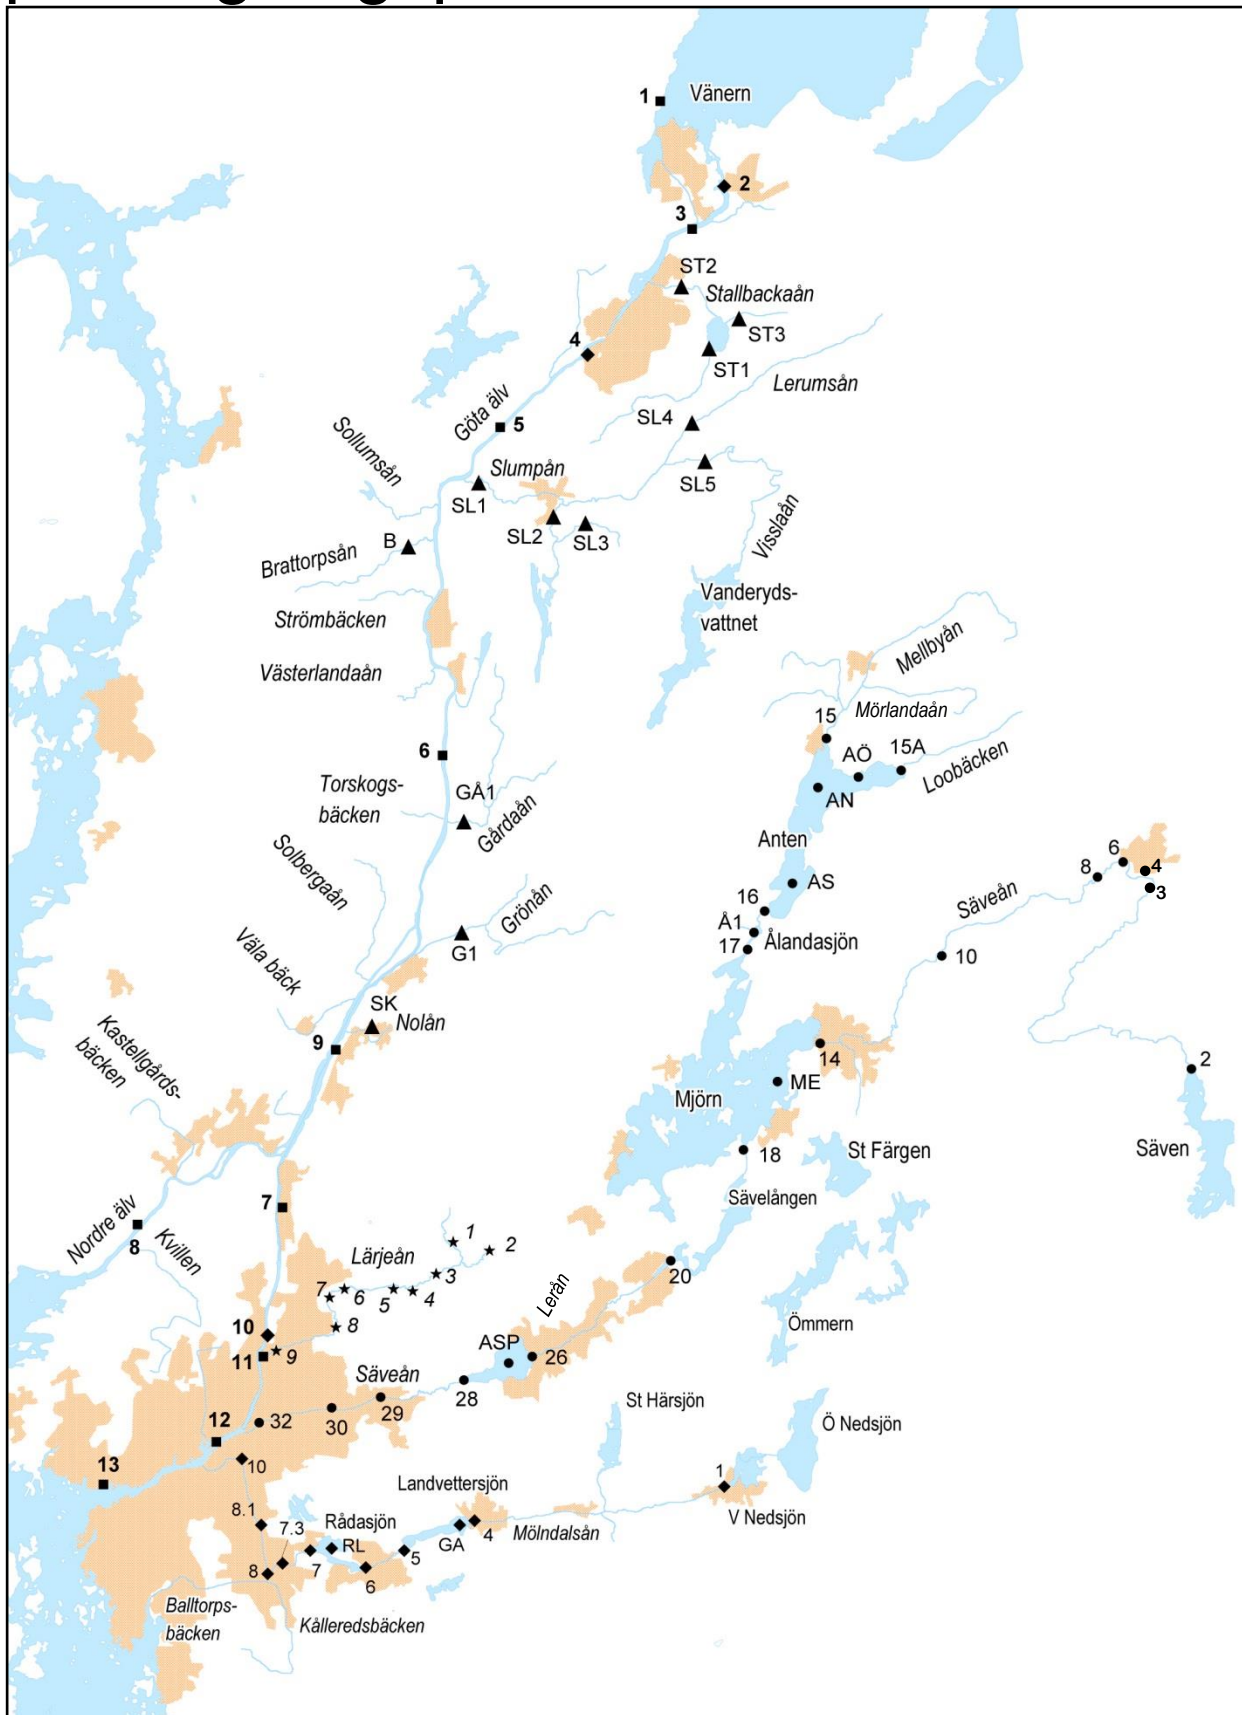 1
Vänern
2
3
ST2
Stallbackaån
ST3
4
ST1
Lerumsån
Göta älv
SL4
5
Sollumsån
Slumpån
SL5
SL1
SL2
SL3
Visslaån
B
Brattorpsån
Vanderyds-
vattnet
Strömbäcken
Mellbyån
Västerlandaån
Mörlandaån
15
6
AÖ
15A
Loobäcken
Torskogs-
bäcken
GÅ1
AN
Gårdaån
Anten
Solbergaån
6
4
8
3
AS
Säveån
Grönån
16
Å1
Ålandasjön
17
G1
Väla bäck
10
SK
Nolån
Kastellgårds-
bäcken
9
14
2
ME
Mjörn
18
St Färgen
Säven
Sävelången
7
Nordre älv
8
Kvillen
Lärjeån
1
2
3
7
6
5
4
20
8
Lerån
10
Ömmern
11
9
ASP
26
Säveån
28
29
30
32
St Härsjön
12
Ö Nedsjön
13
10
Landvettersjön
1
8.1
Rådasjön
V Nedsjön
7.3
RL
GA
4
Mölndalsån
7
5
8
6
Balltorps-
bäcken
Kålleredsbäcken